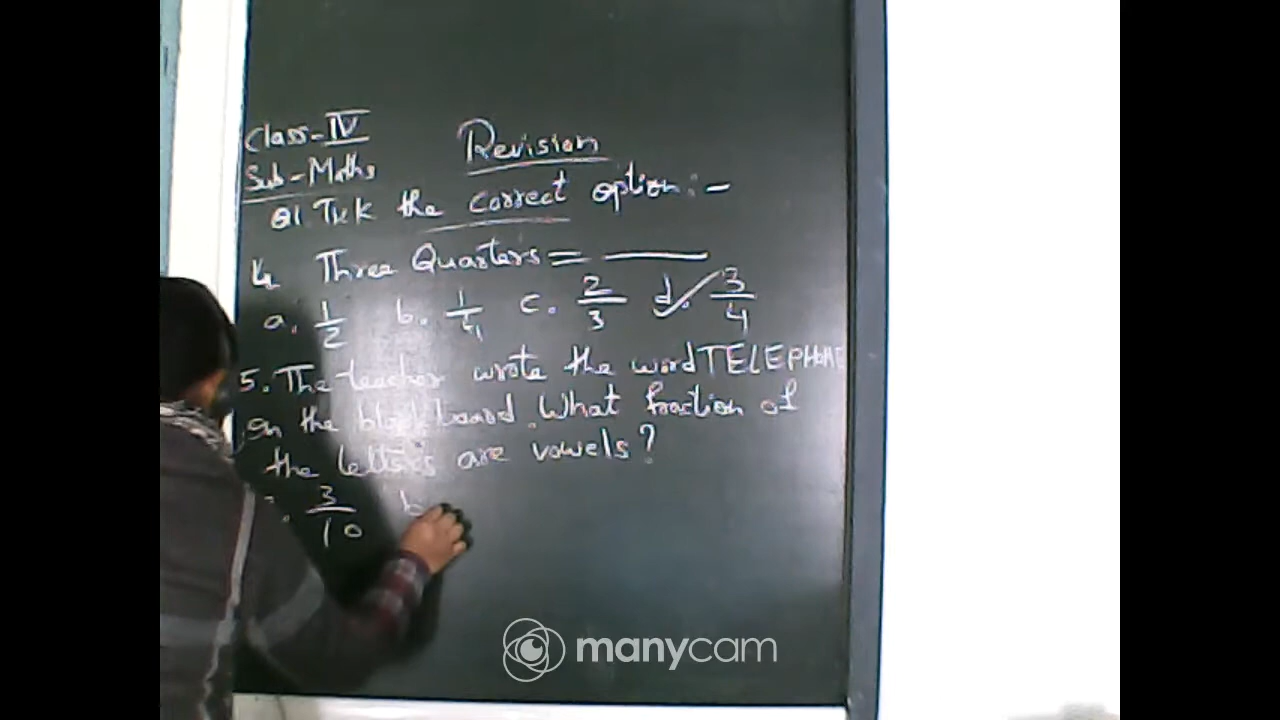 Class-IV
Revision
Sub-Maths
Q1. Tick the correct option:-
4. Three Quarters = ______
a. 1/2 b. 1/4 c. 2/3 d. ✓ 3/4
5. The teacher wrote the word TELEPHONE
on the blackboard. What fraction of
the letters are vowels?
3/10 b
manycam